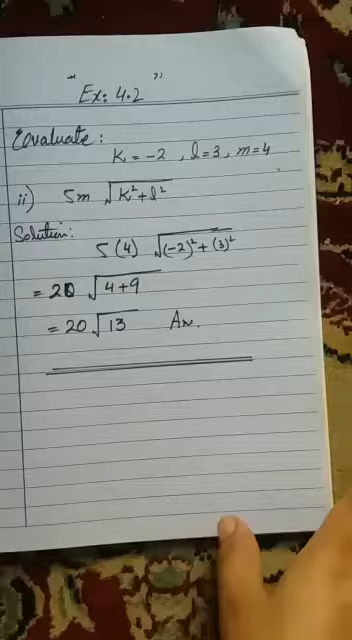 " Ex: 4.2 "
Evaluate:
K = -2 , l = 3 , m = 4
ii) 5m √(K² + l²)
Solution:
5(4) √((-2)² + (3)²)
= 20 √(4+9)
= 20 √13 An.